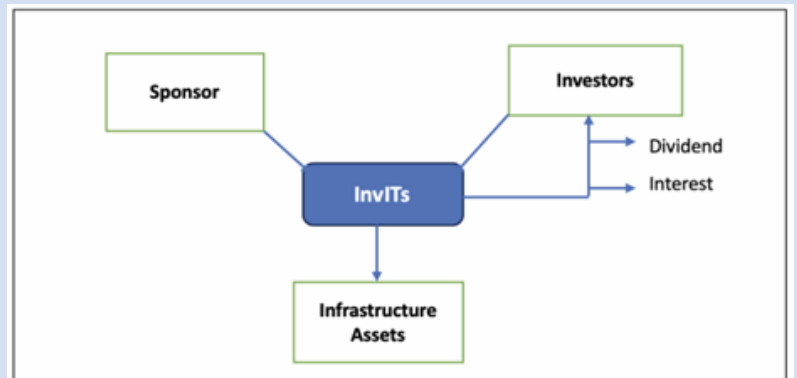 Sponsor
Investors
Dividend
Interest
InvITs
Infrastructure
Assets